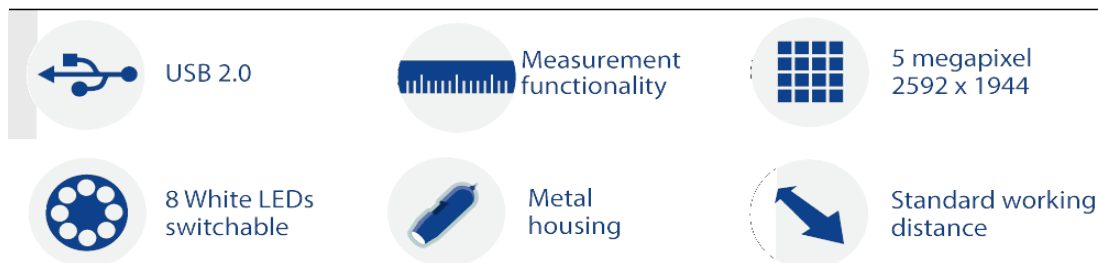 USB 2.0
Measurement
functionality
5 megapixel
2592 x 1944
8 White LEDs
switchable
Metal
housing
Standard working
distance